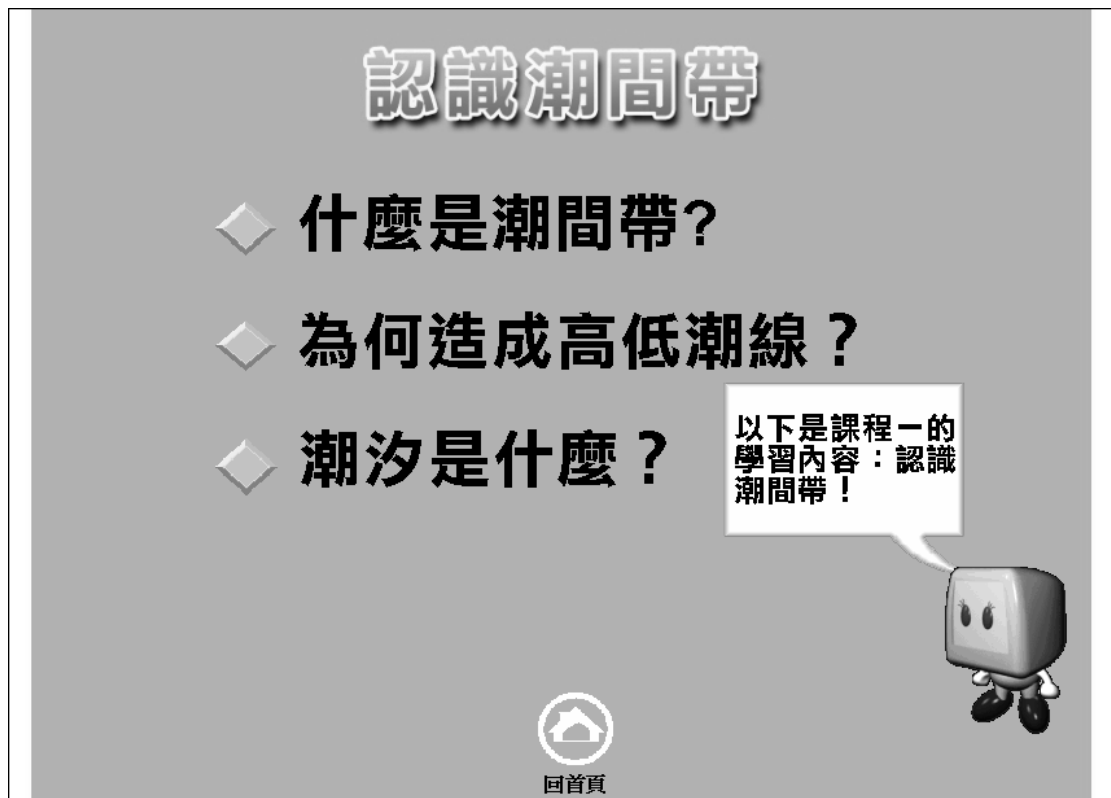 認識潮間帶
什麼是潮間帶?
為何造成高低潮線？
潮汐是什麼？
以下是課程一的
學習內容：認識
潮間帶！
回首頁